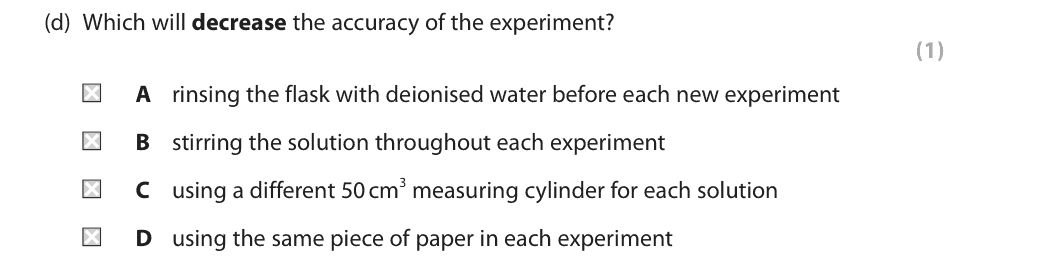 (d) Which will decrease the accuracy of the experiment?
(1)
A rinsing the flask with deionised water before each new experiment
B stirring the solution throughout each experiment
C using a different 50 cm³ measuring cylinder for each solution
D using the same piece of paper in each experiment